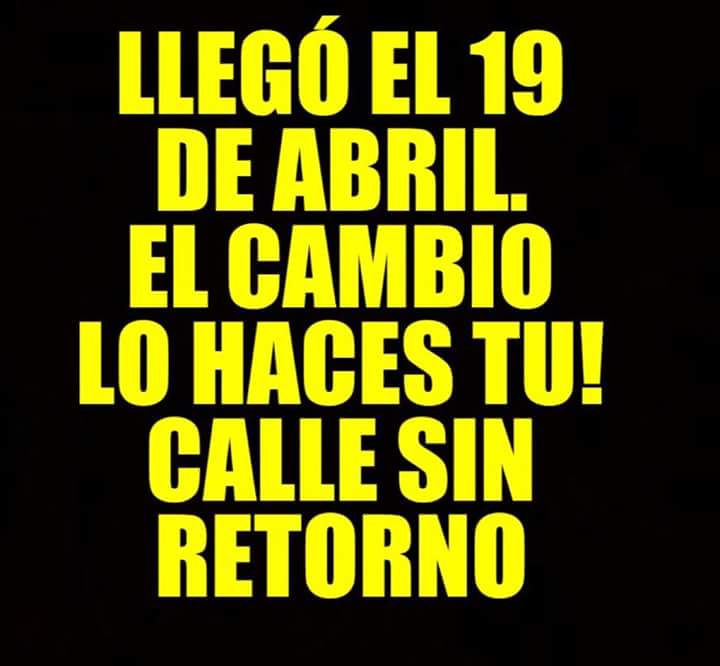 LLEGÓ EL 19
DE ABRIL.
EL CAMBIO
LO HACES TU!
CALLE SIN
RETORNO